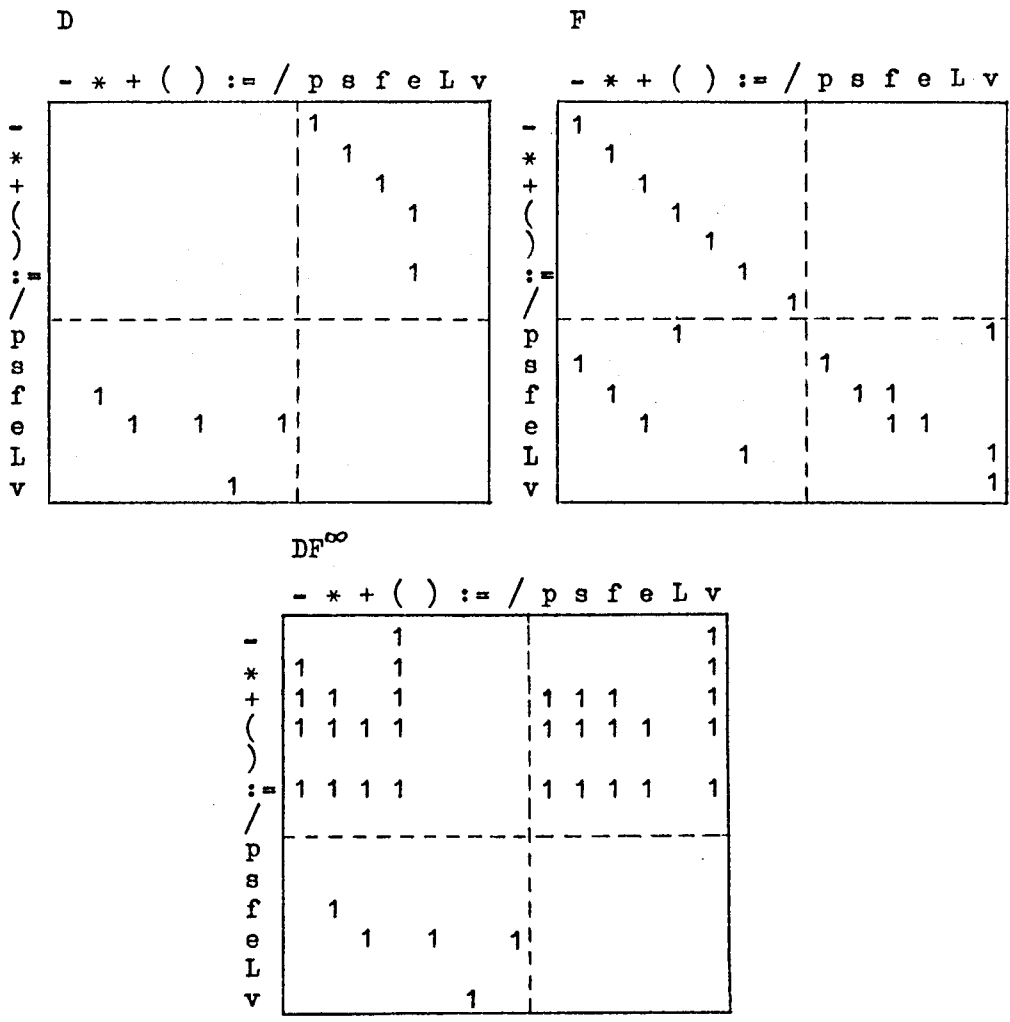 D F
- * + ( ) := / p s f e L v - * + ( ) := / p s f e L v
- 1 - 1
* 1 * 1
+ 1 + 1
( 1 ( 1
) ) 1
:= 1 := 1
/ / 1
p p 1 1
s s 1 1
f 1 f 1 1 1
e 1 1 1 e 1 1 1
L L 1 1
v 1 v 1
DF∞
- * + ( ) := / p s f e L v
- 1 1
* 1 1 1
+ 1 1 1 1 1 1 1
( 1 1 1 1 1 1 1 1 1
)
:= 1 1 1 1 1 1 1 1 1
/
p
s
f 1
e 1 1 1
L
v 1